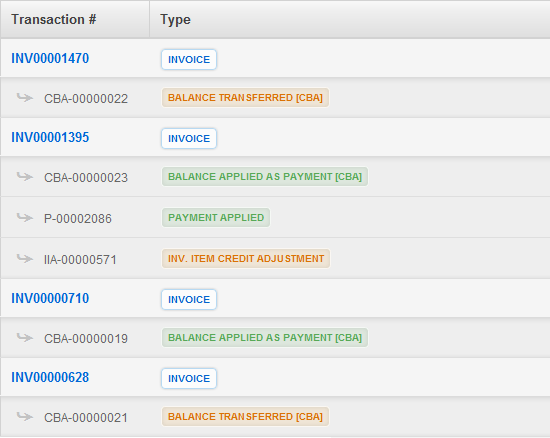 Transaction # Type
INV00001470 INVOICE
CBA-00000022 BALANCE TRANSFERRED [CBA]
INV00001395 INVOICE
CBA-00000023 BALANCE APPLIED AS PAYMENT [CBA]
P-00002086 PAYMENT APPLIED
IIA-00000571 INV. ITEM CREDIT ADJUSTMENT
INV00000710 INVOICE
CBA-00000019 BALANCE APPLIED AS PAYMENT [CBA]
INV00000628 INVOICE
CBA-00000021 BALANCE TRANSFERRED [CBA]